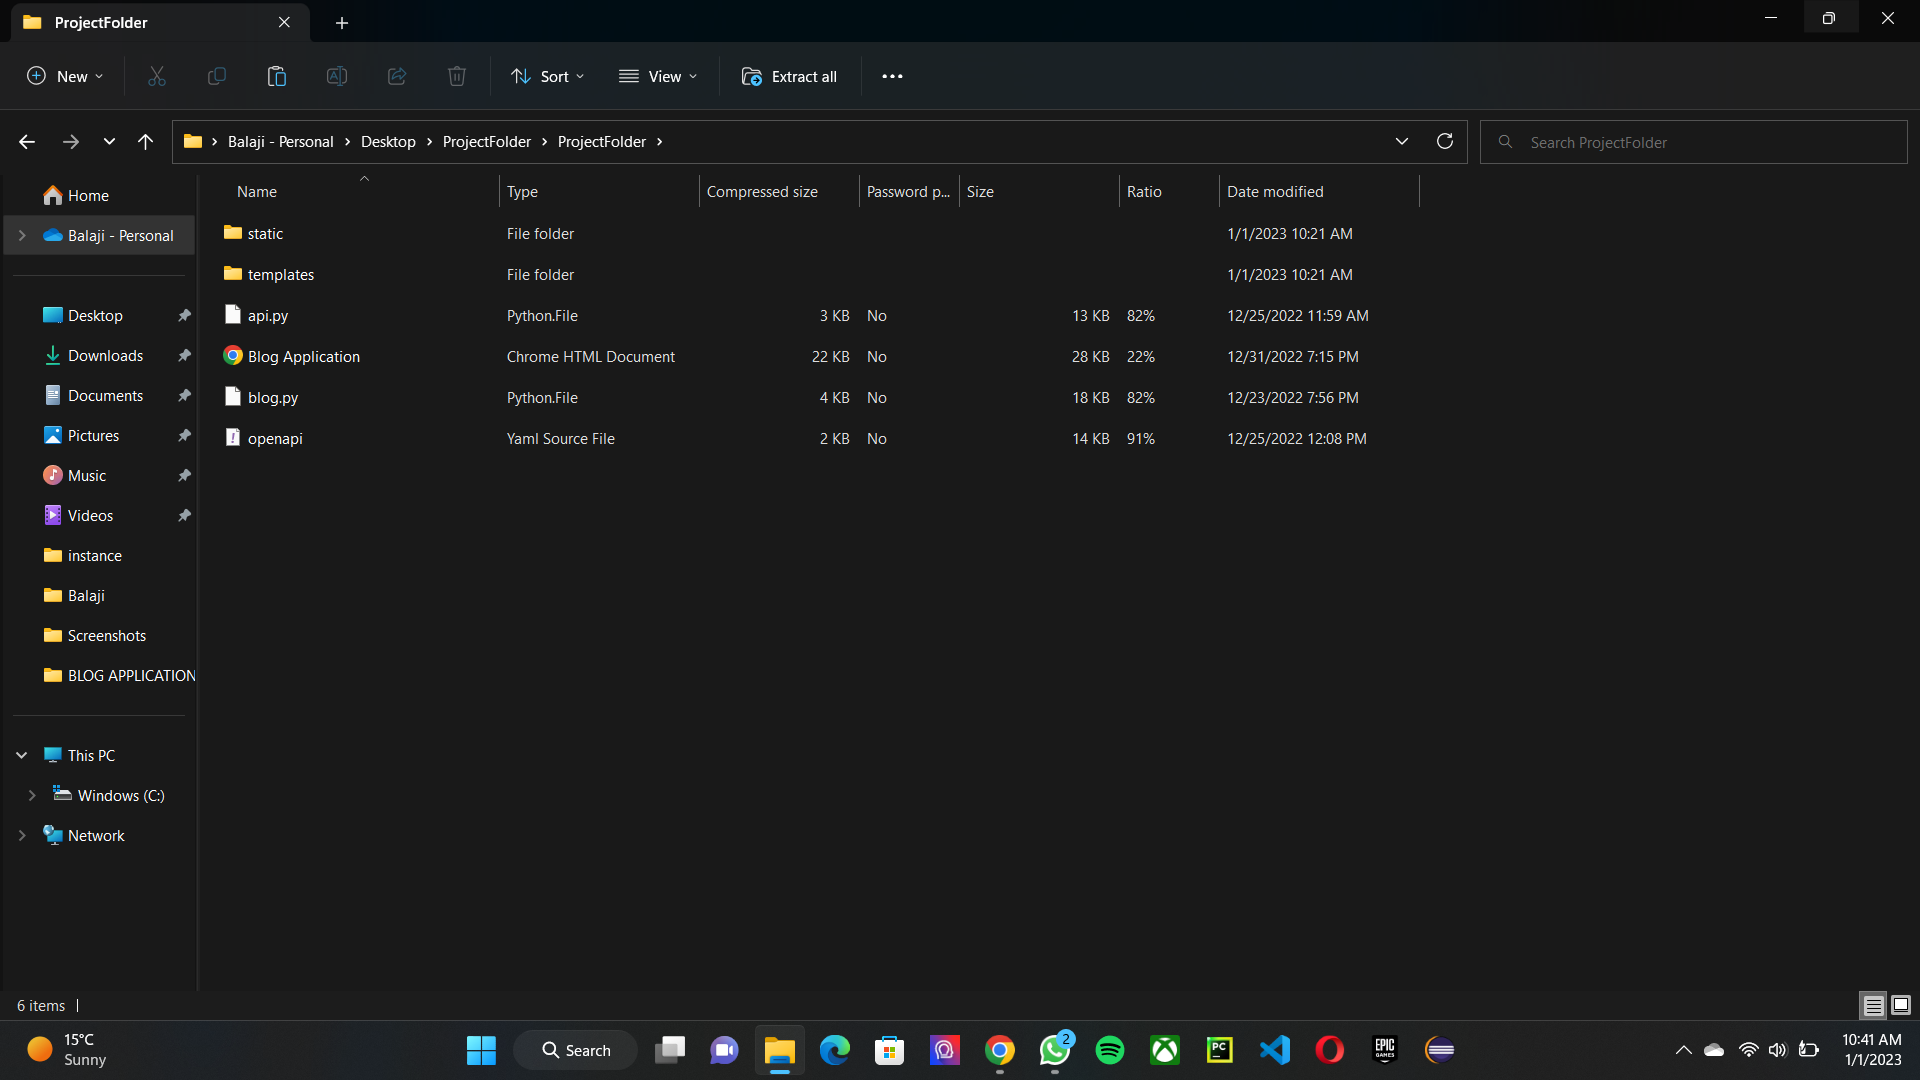 ProjectFolder
New
Sort
View
Extract all
Balaji - Personal > Desktop > ProjectFolder > ProjectFolder >
Search ProjectFolder
Home
Balaji - Personal
Desktop
Downloads
Documents
Pictures
Music
Videos
instance
Balaji
Screenshots
BLOG APPLICATION
This PC
Windows (C:)
Network
Name Type Compressed size Password p... Size Ratio Date modified
static File folder 1/1/2023 10:21 AM
templates File folder 1/1/2023 10:21 AM
api.py Python.File 3 KB No 13 KB 82% 12/25/2022 11:59 AM
Blog Application Chrome HTML Document 22 KB No 28 KB 22% 12/31/2022 7:15 PM
blog.py Python.File 4 KB No 18 KB 82% 12/23/2022 7:56 PM
openapi Yaml Source File 2 KB No 14 KB 91% 12/25/2022 12:08 PM
6 items
15°C
Sunny
Search
2
PC
EPIC
GAMES
10:41 AM
1/1/2023